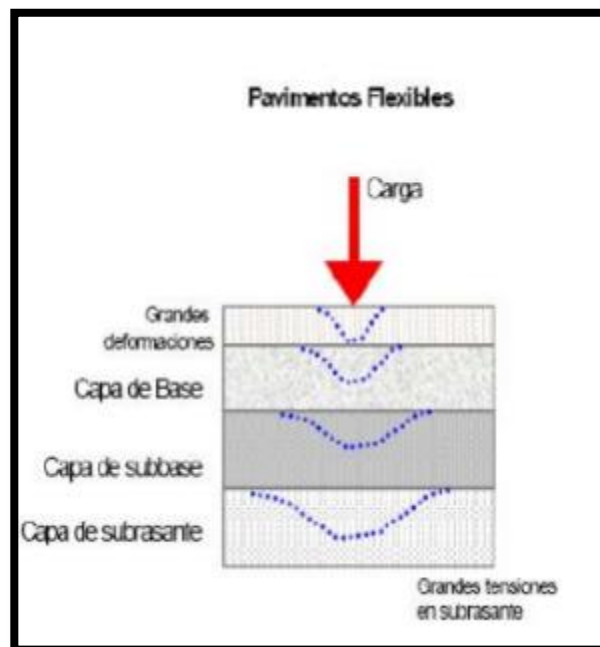 Pavimentos Flexibles
Carga
Grandes
deformaciones
Capa de Base
Capa de subbase
Capa de subrasante
Grandes tensiones
en subrasante